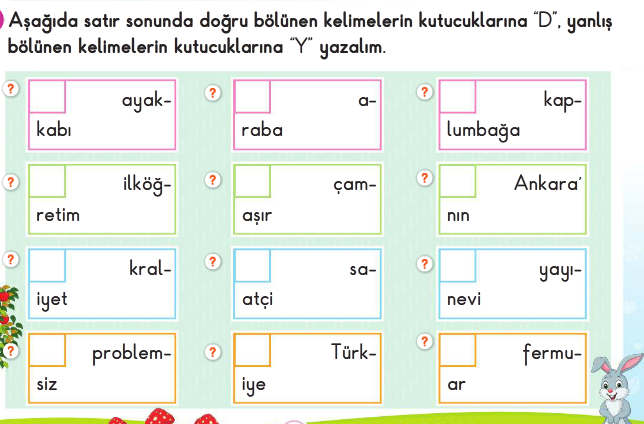 Aşağıda satır sonunda doğru bölünen kelimelerin kutucuklarına "D", yanlış
bölünen kelimelerin kutucuklarına "Y" yazalım.
? ayak-
kabı
? a-
raba
? kap-
lumbağa
? ilköğ-
retim
? çam-
aşır
? Ankara'
nın
? kral-
iyet
? sa-
atçi
? yayı-
nevi
? problem-
siz
? Türk-
iye
? fermu-
ar